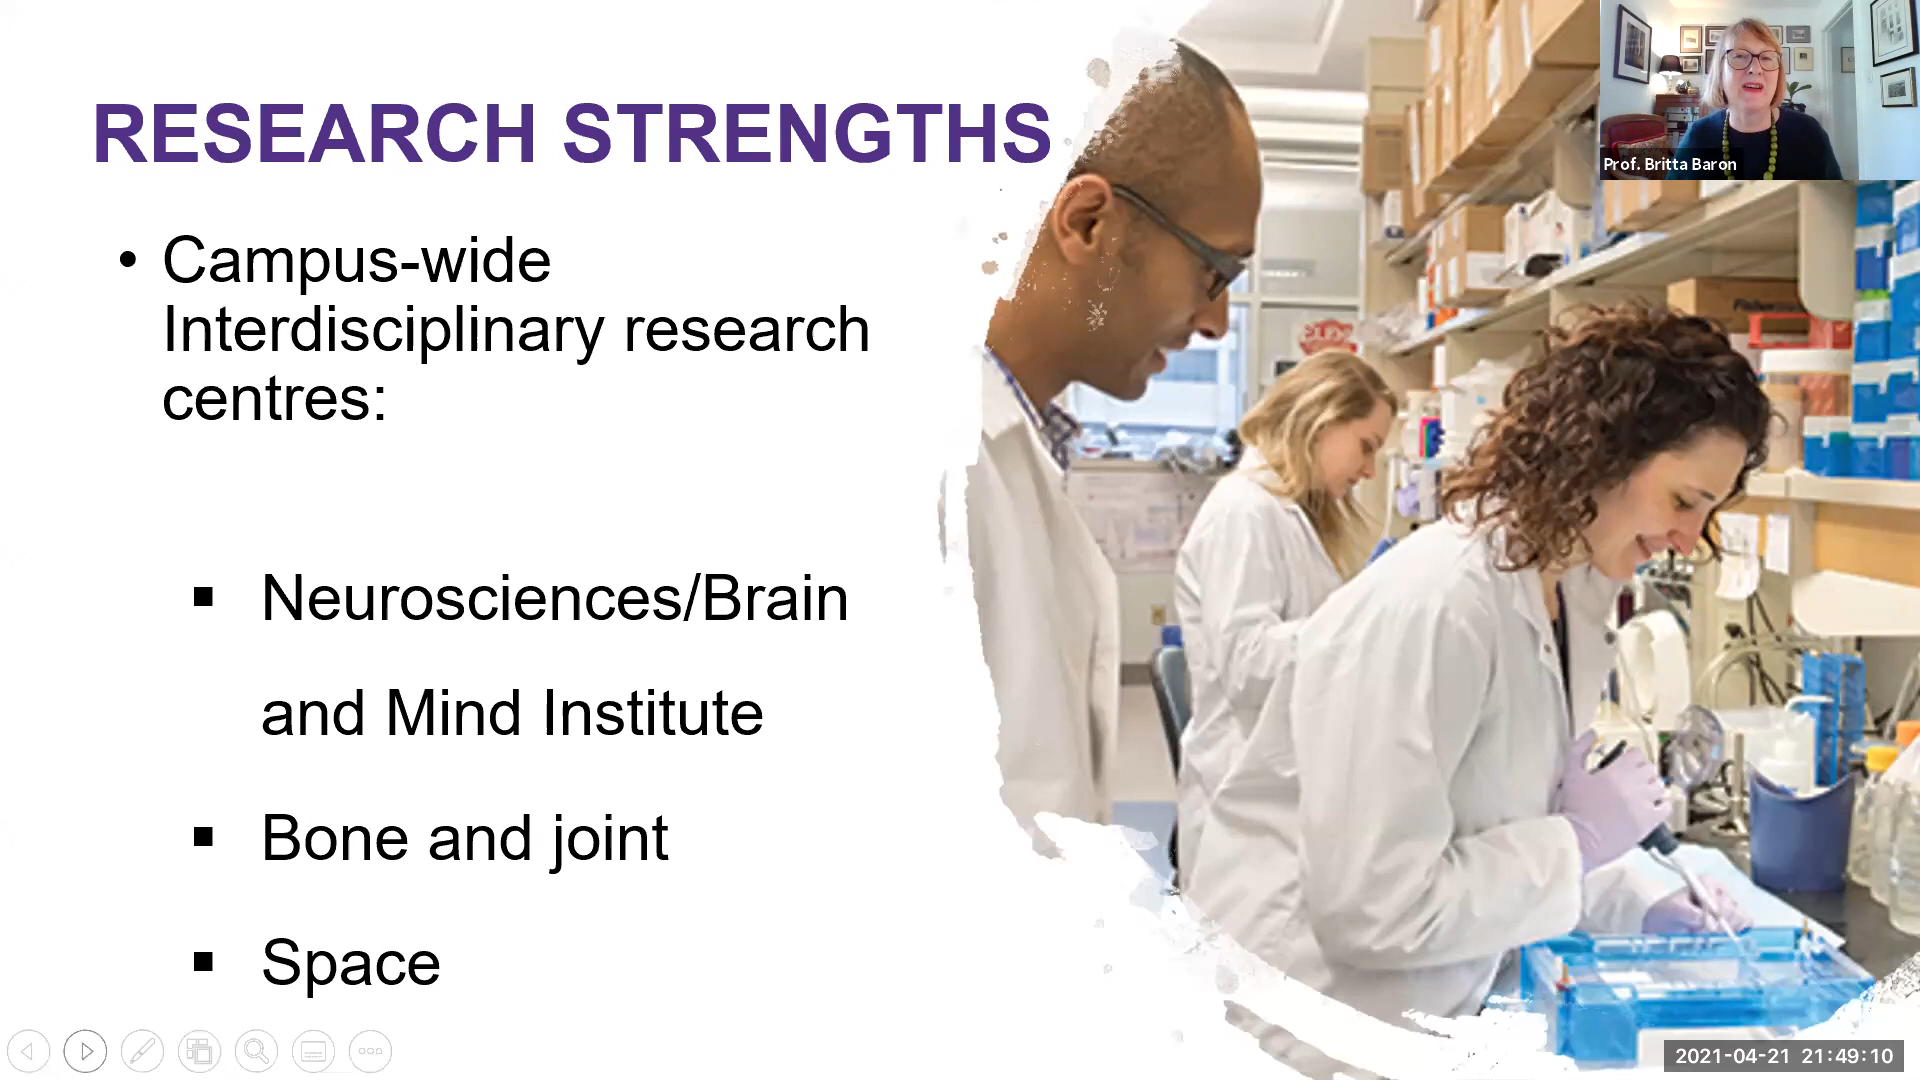 RESEARCH STRENGTHS
Prof. Britta Baron
• Campus-wide
Interdisciplinary research
centres:
▪ Neurosciences/Brain
and Mind Institute
▪ Bone and joint
▪ Space
2021-04-21 21:49:10